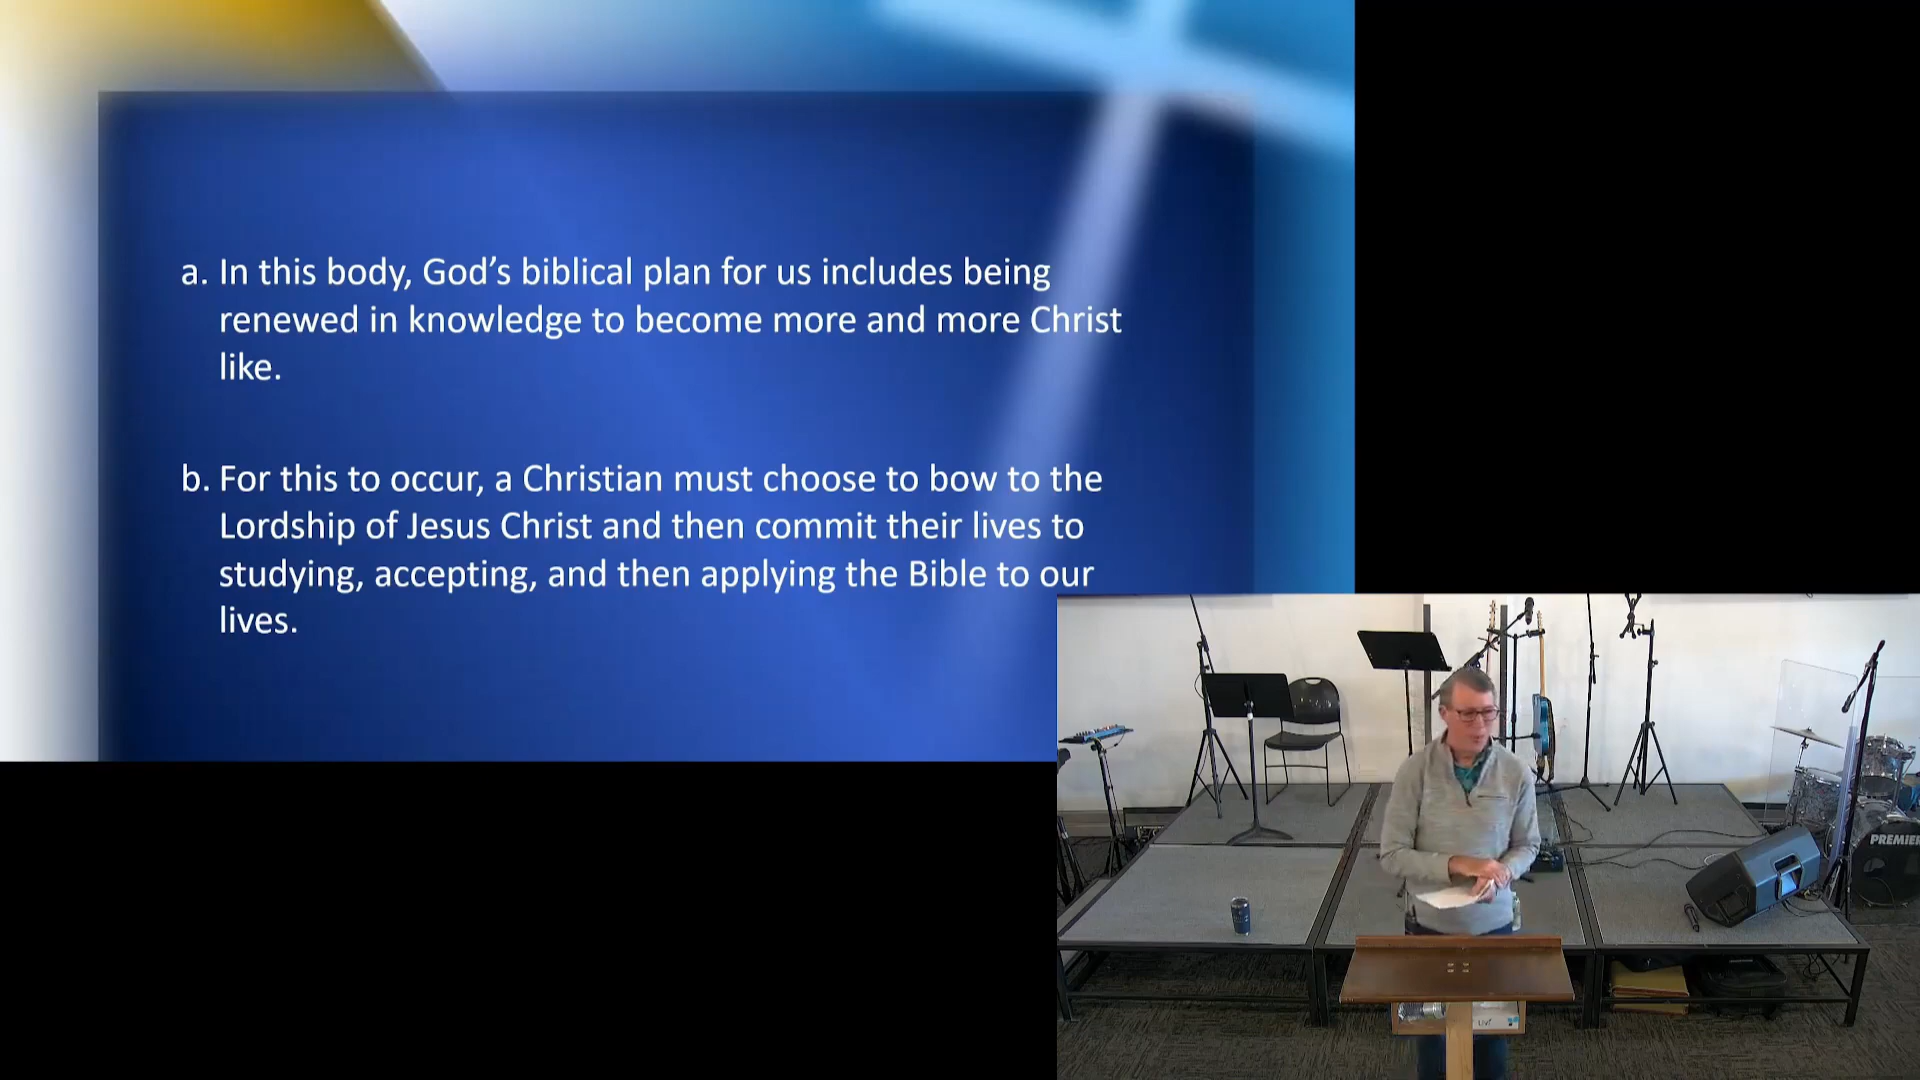 a. In this body, God’s biblical plan for us includes being
renewed in knowledge to become more and more Christ
like.
b. For this to occur, a Christian must choose to bow to the
Lordship of Jesus Christ and then commit their lives to
studying, accepting, and then applying the Bible to our
lives.
PREMIER